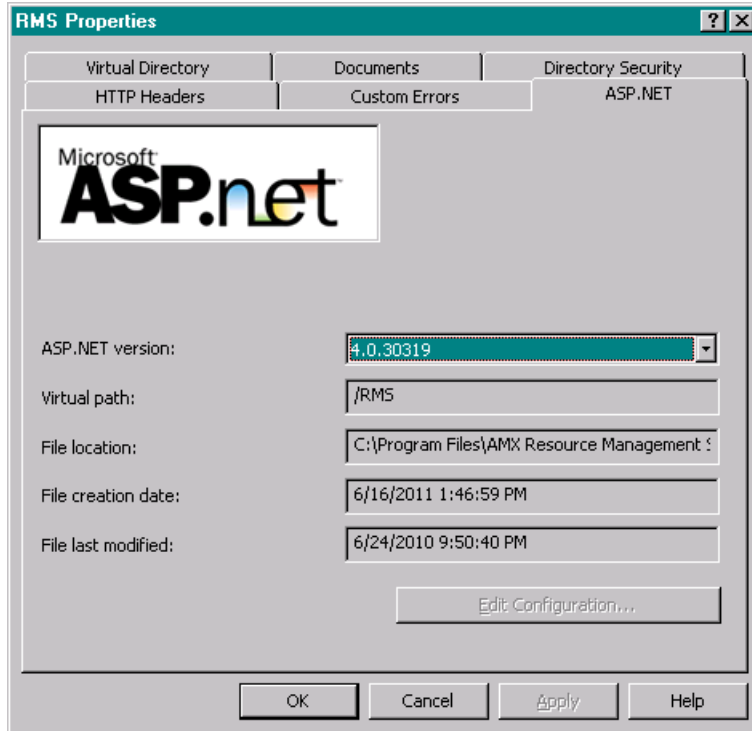 RMS Properties
Virtual Directory Documents Directory Security
HTTP Headers Custom Errors ASP.NET
Microsoft
ASP.net
ASP.NET version: 4.0.30319
Virtual path: /RMS
File location: C:\Program Files\AMX Resource Management
File creation date: 6/16/2011 1:46:59 PM
File last modified: 6/24/2010 9:50:40 PM
Edit Configuration...
OK Cancel Apply Help